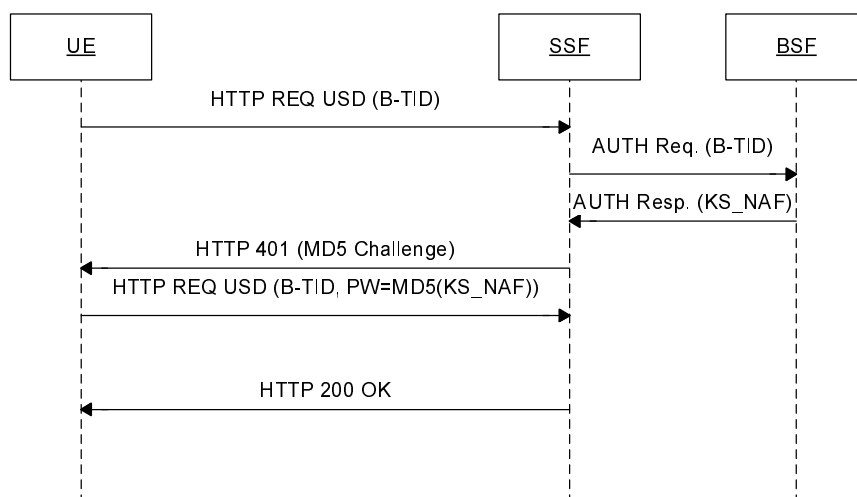 UE
SSF
BSF
HTTP REQ USD (B-TID)
AUTH Req. (B-TID)
AUTH Resp. (KS_NAF)
HTTP 401 (MD5 Challenge)
HTTP REQ USD (B-TID, PW=MD5(KS_NAF))
HTTP 200 OK